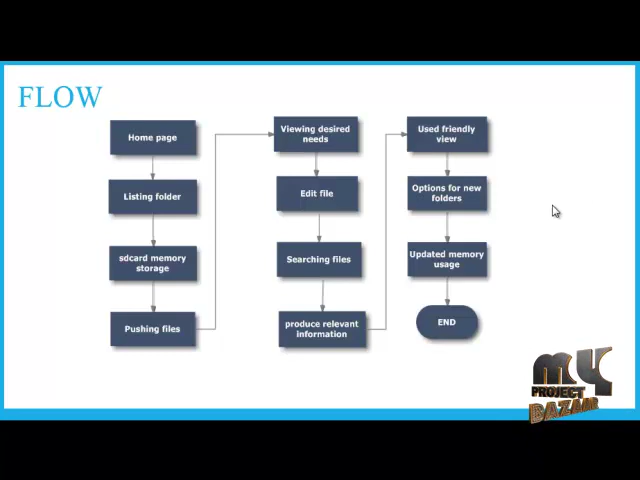 FLOW
Home page
Listing folder
sdcard memory
storage
Pushing files
Viewing desired
needs
Edit file
Searching files
produce relevant
information
Used friendly
view
Options for new
folders
Updated memory
usage
END
MY
PROJECT
BAZAAR